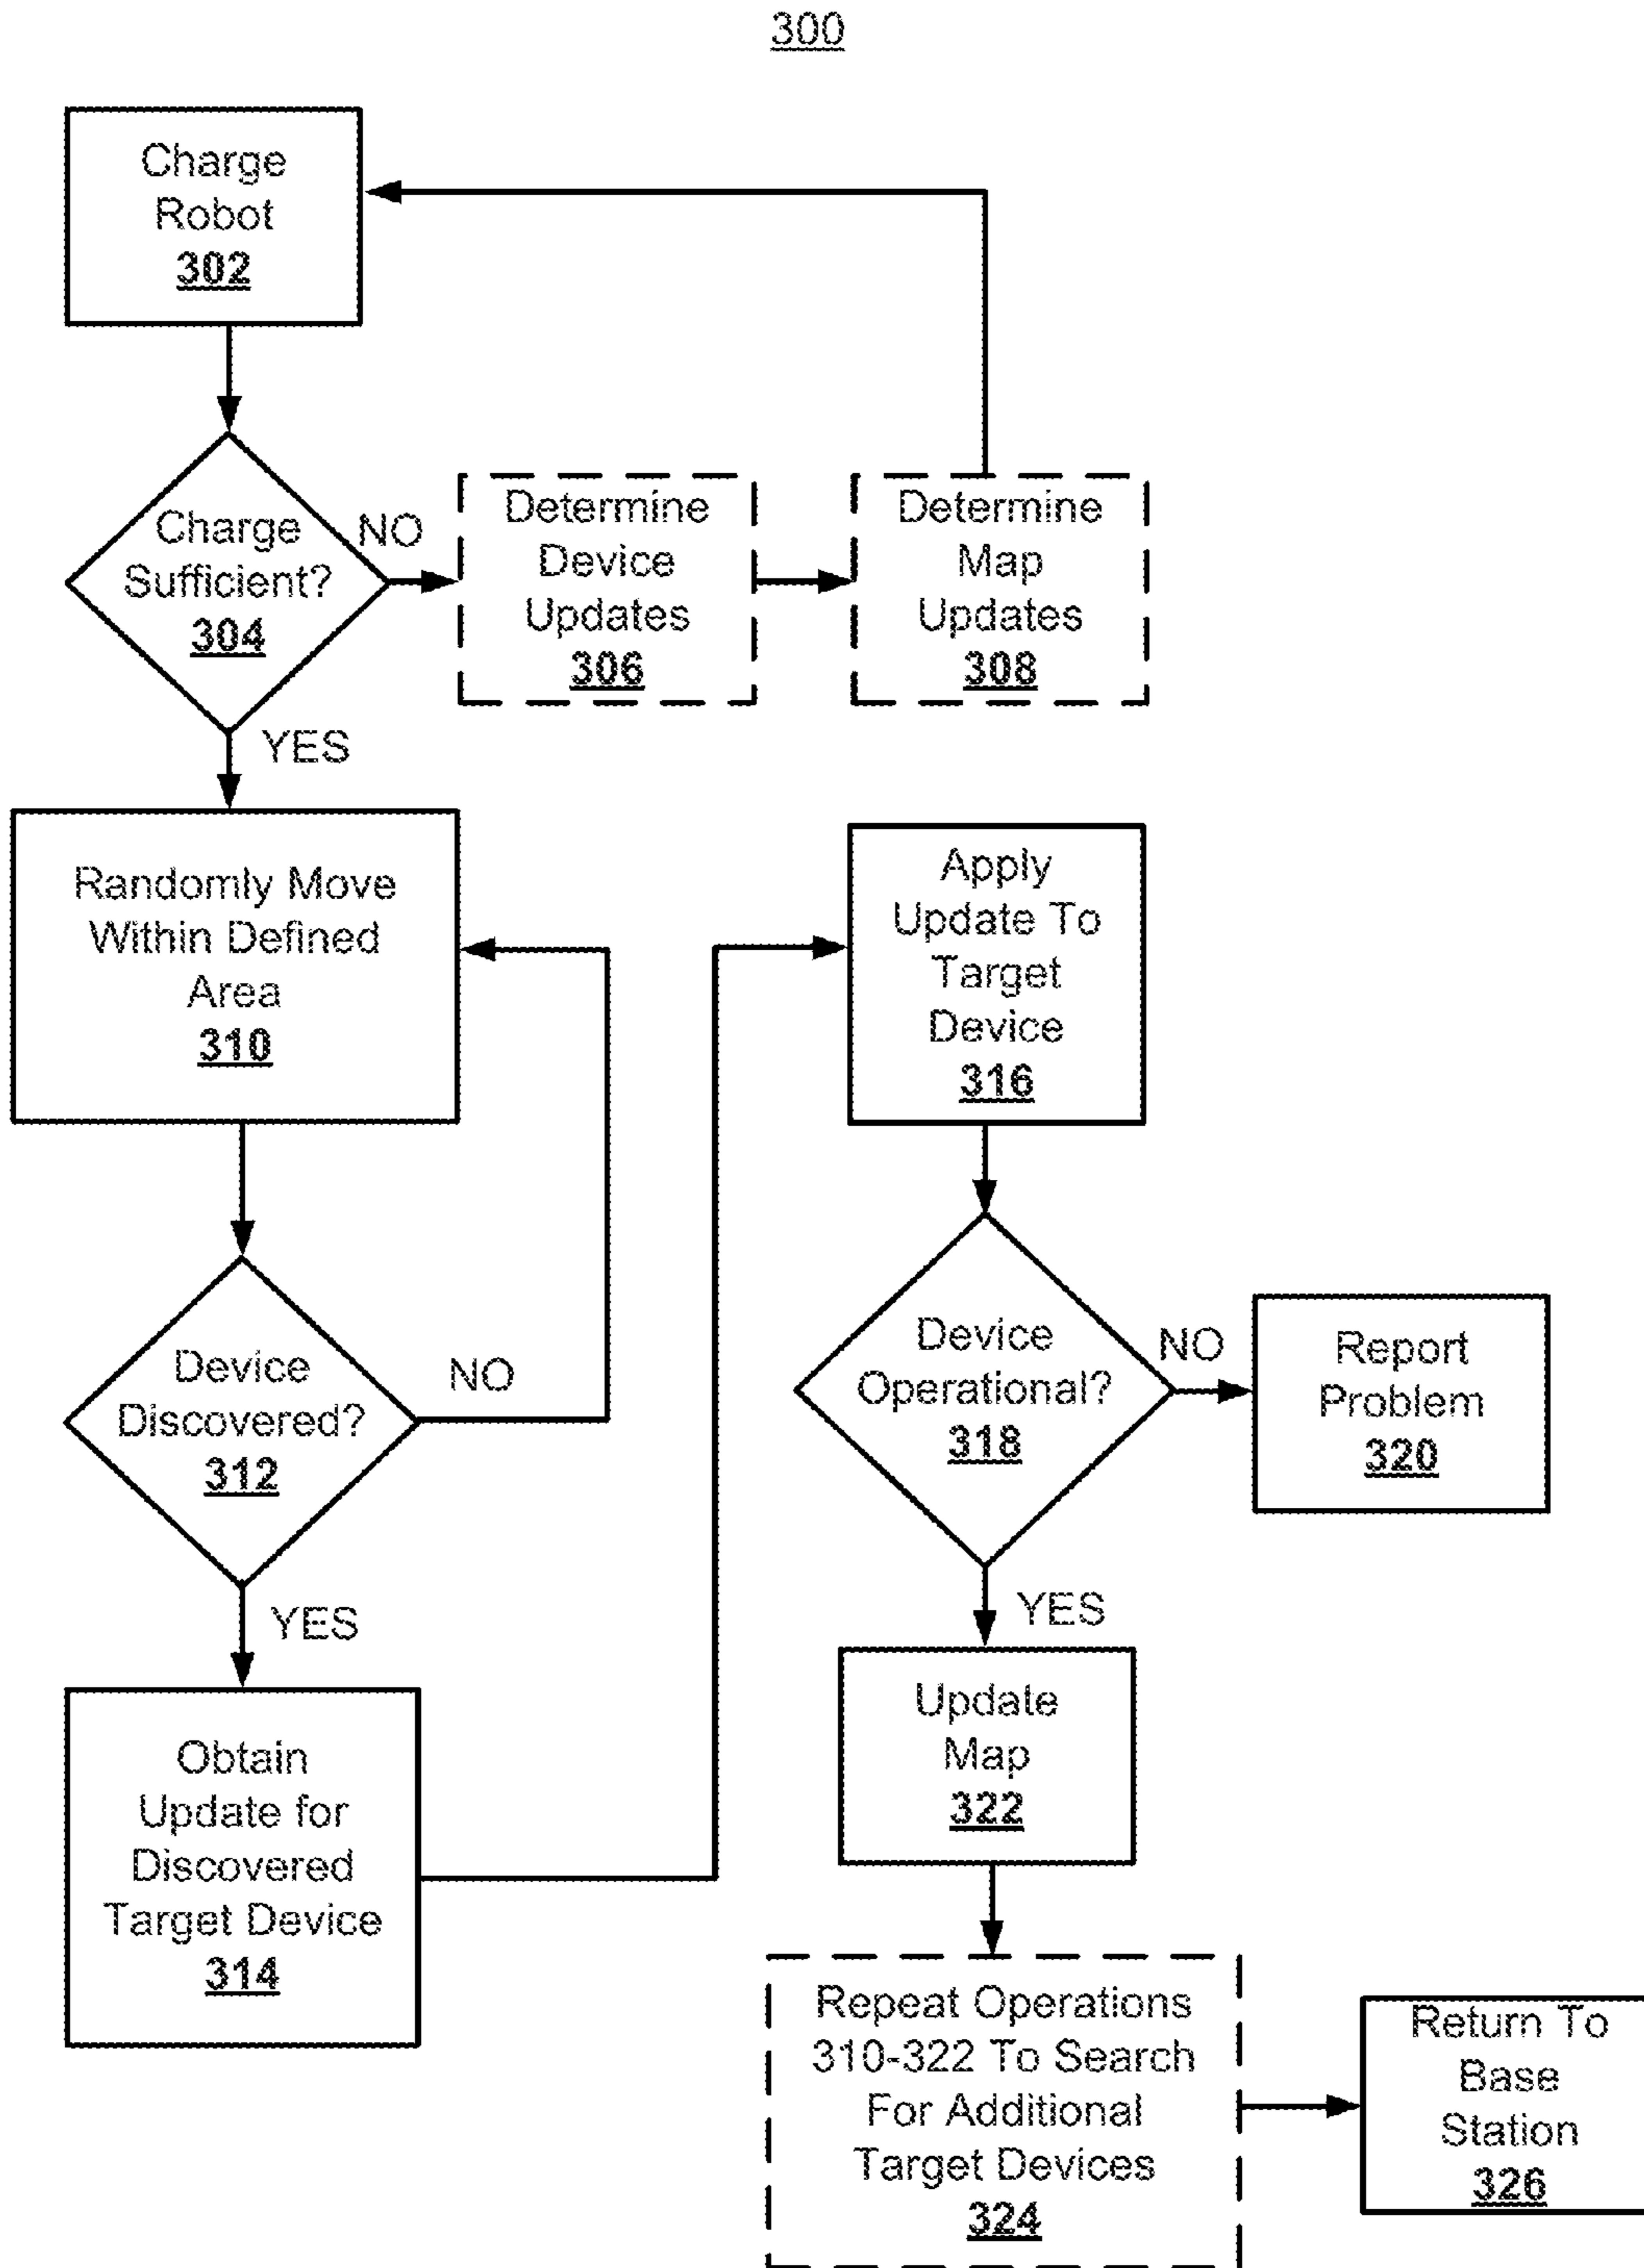 300
Charge
Robot
302
Charge
Sufficient?
304
NO
Determine
Device
Updates
306
Determine
Map
Updates
308
YES
Randomly Move
Within Defined
Area
310
Device
Discovered?
312
NO
YES
Obtain
Update for
Discovered
Target Device
314
Apply
Update To
Target
Device
316
Device
Operational?
318
NO
Report
Problem
320
YES
Update
Map
322
Repeat Operations
310-322 To Search
For Additional
Target Devices
324
Return To
Base
Station
326